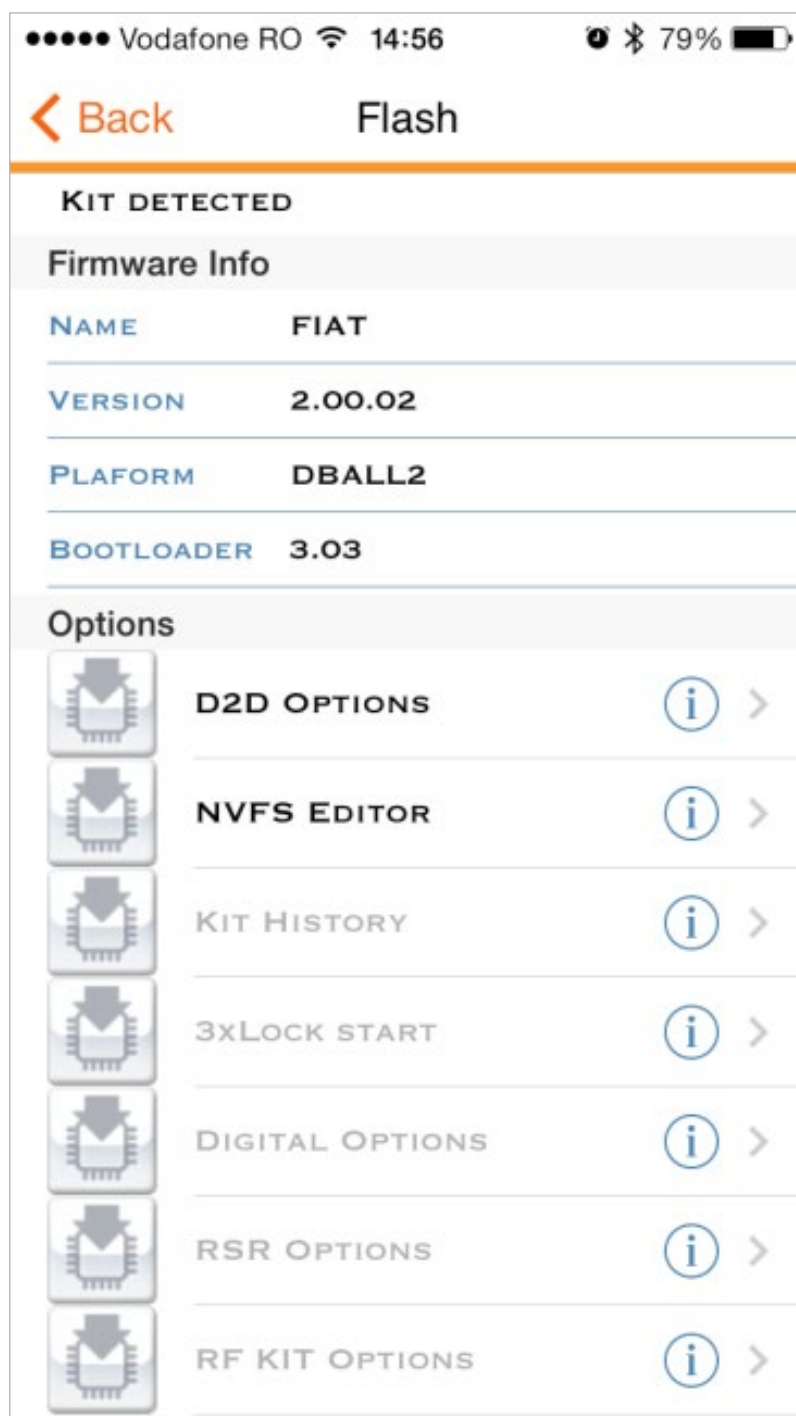 Vodafone RO 14:56 79%
Back Flash
KIT DETECTED
Firmware Info
NAME FIAT
VERSION 2.00.02
PLAFORM DBALL2
BOOTLOADER 3.03
Options
D2D OPTIONS
NVFS EDITOR
KIT HISTORY
3XLOCK START
DIGITAL OPTIONS
RSR OPTIONS
RF KIT OPTIONS